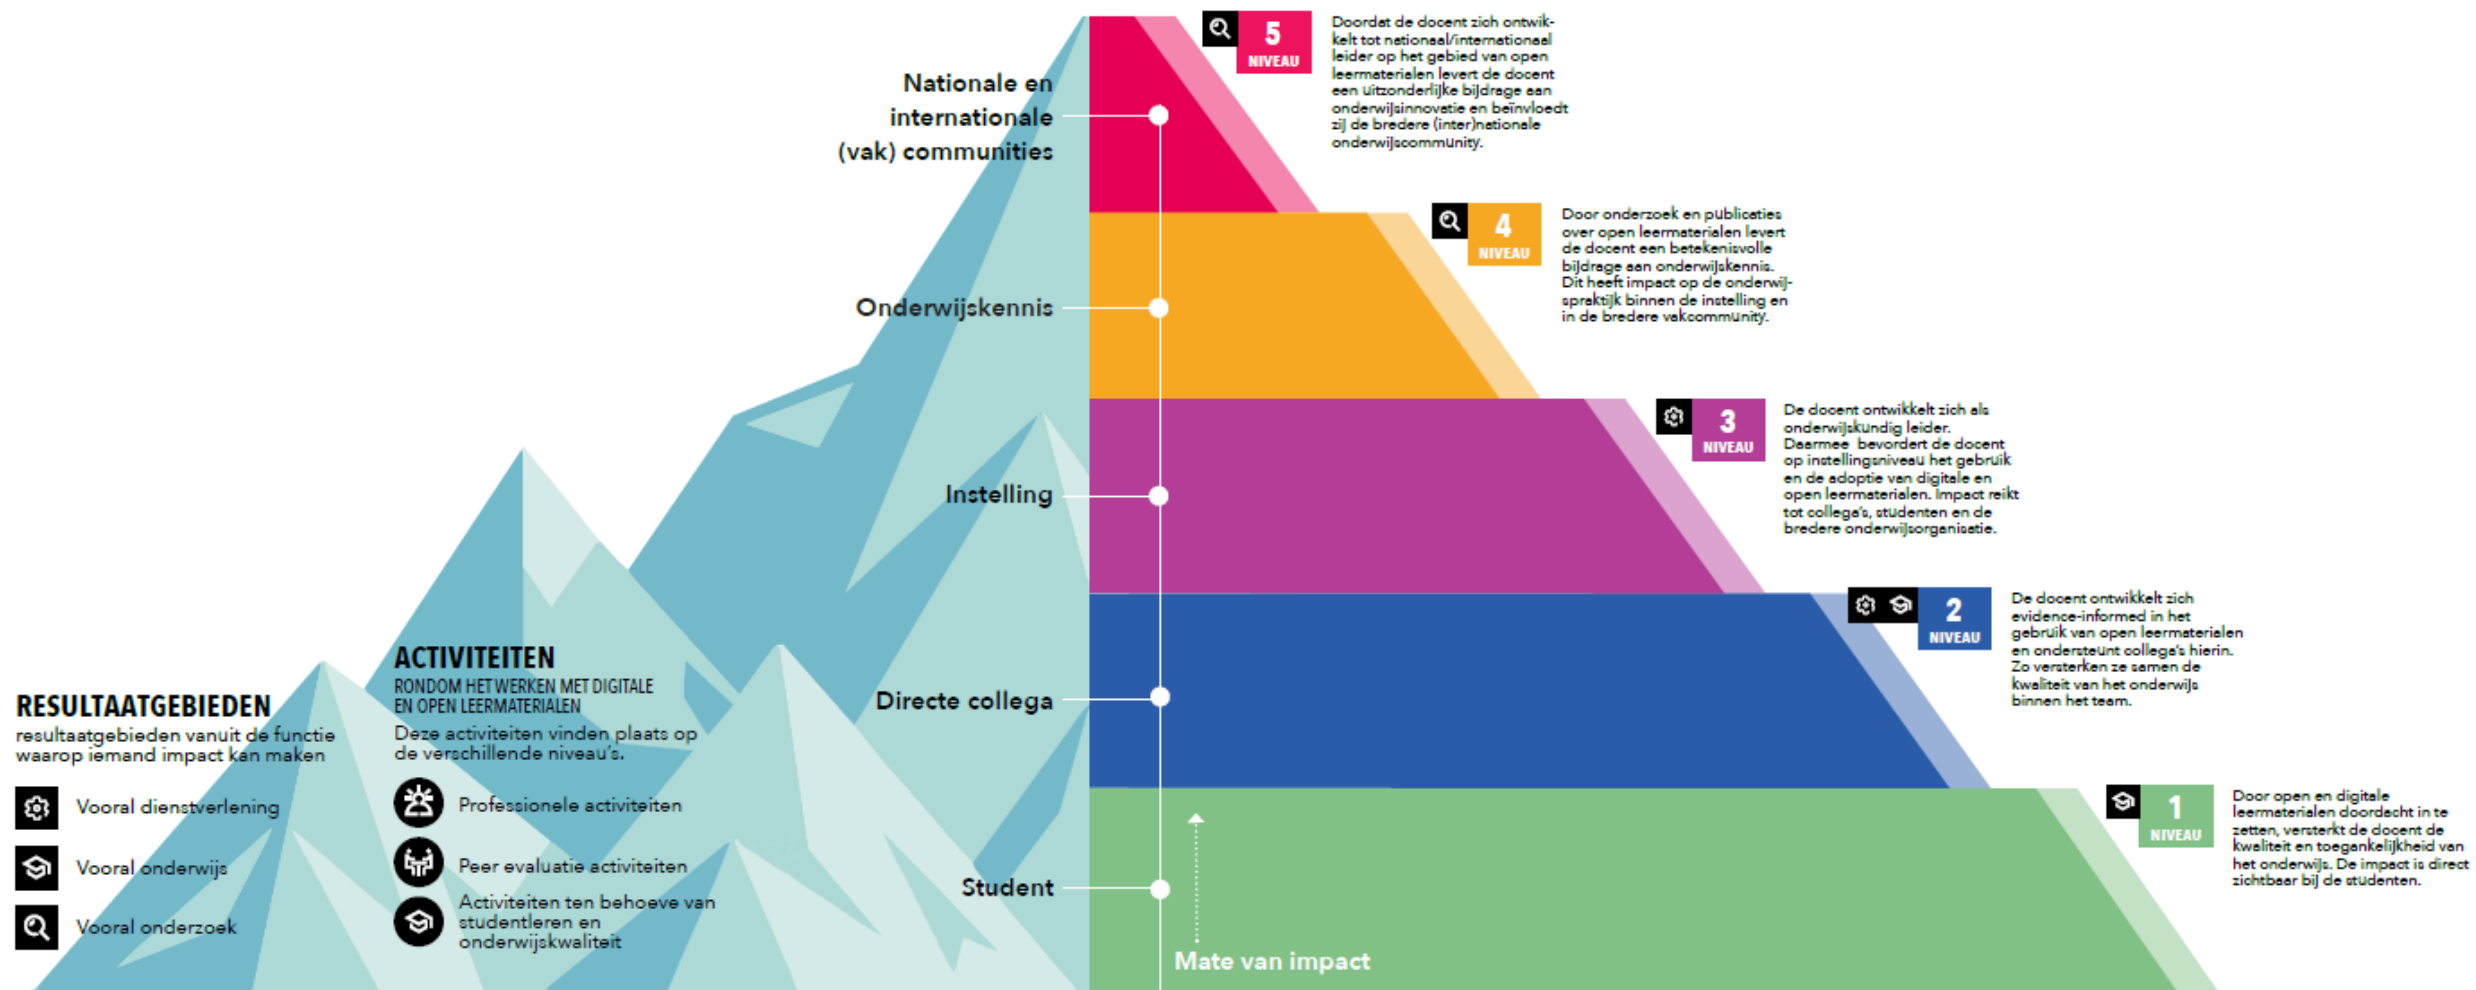 Nationale en
internationale
(vak) communities
Onderwijskennis
Instelling
Directe collega
Student
Mate van impact
5
NIVEAU
Doordat de docent zich ontwik-
kelt tot nationaal/internationaal
leider op het gebied van open
leermaterialen levert de docent
een uitzonderlijke bijdrage aan
onderwijsinnovatie en beïnvloedt
zij de bredere (inter)nationale
onderwijscommunity.
4
NIVEAU
Door onderzoek en publicaties
over open leermaterialen levert
de docent een betekenisvolle
bijdrage aan onderwijskennis.
Dit heeft impact op de onderwij-
spraktijk binnen de instelling en
in de bredere vakcommunity.
3
NIVEAU
De docent ontwikkelt zich als
onderwijskundig leider.
Daarmee bevordert de docent
op instellingsniveau het gebruik
en de adoptie van digitale en
open leermaterialen. Impact reikt
tot collega's, studenten en de
bredere onderwijsorganisatie.
2
NIVEAU
De docent ontwikkelt zich
evidence-informed in het
gebruik van open leermaterialen
en ondersteunt collega's hierin.
Zo versterken ze samen de
kwaliteit van het onderwijs
binnen het team.
1
NIVEAU
Door open en digitale
leermaterialen doordacht in te
zetten, versterkt de docent de
kwaliteit en toegankelijkheid van
het onderwijs. De impact is direct
zichtbaar bij de studenten.
RESULTAATGEBIEDEN
resultaatgebieden vanuit de functie
waarop iemand impact kan maken
Vooral dienstverlening
Vooral onderwijs
Vooral onderzoek
ACTIVITEITEN
RONDOM HET WERKEN MET DIGITALE
EN OPEN LEERMATERIALEN
Deze activiteiten vinden plaats op
de verschillende niveau's.
Professionele activiteiten
Peer evaluatie activiteiten
Activiteiten ten behoeve van
studentleren en
onderwijskwaliteit